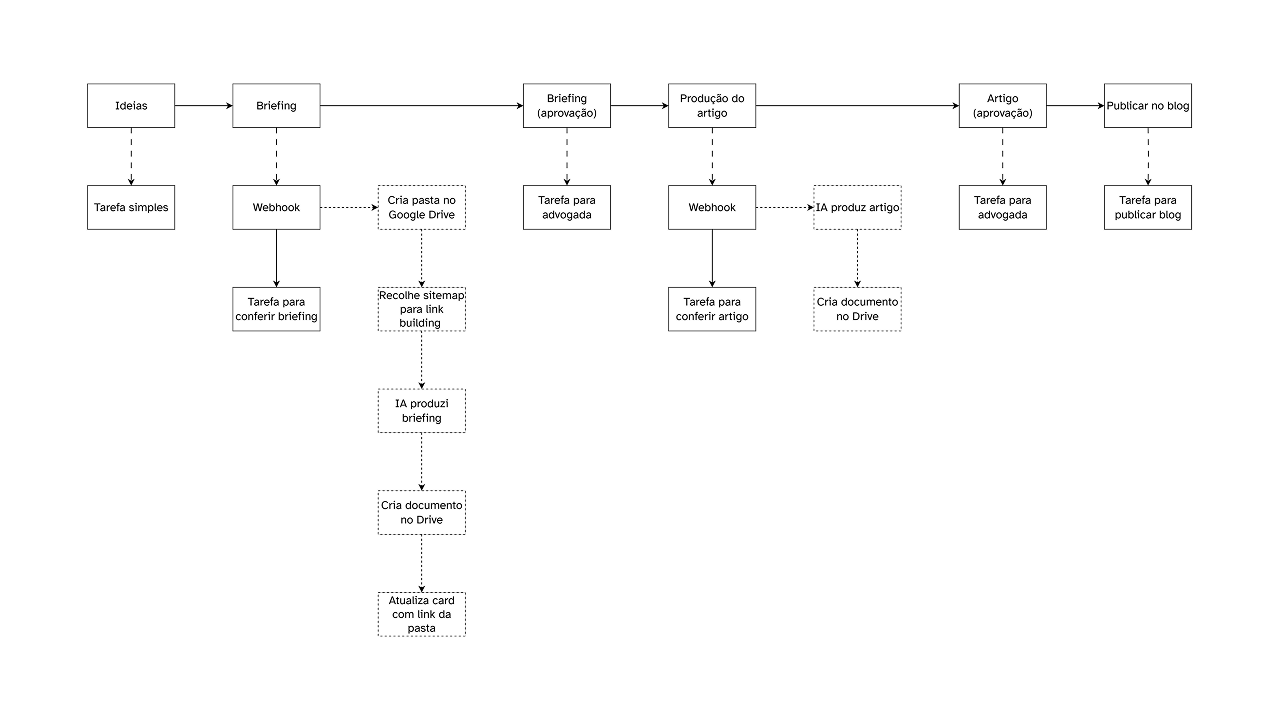 Ideias
Briefing
Briefing
(aprovação)
Produção do
artigo
Artigo
(aprovação)
Publicar no blog
Tarefa simples
Webhook
Cria pasta no
Google Drive
Tarefa para
advogada
Webhook
IA produz artigo
Tarefa para
advogada
Tarefa para
publicar blog
Tarefa para
conferir briefing
Recolhe sitemap
para link
building
Tarefa para
conferir artigo
Cria documento
no Drive
IA produzi
briefing
Cria documento
no Drive
Atualiza card
com link da
pasta